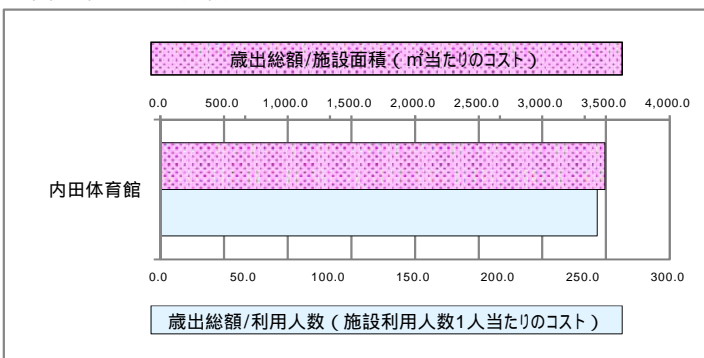 歳出総額/施設面積（㎡当たりのコスト）
0.0 500.0 1,000.0 1,500.0 2,000.0 2,500.0 3,000.0 3,500.0 4,000.0
内田体育館
0.0 50.0 100.0 150.0 200.0 250.0 300.0
歳出総額/利用人数（施設利用人数1人当たりのコスト）